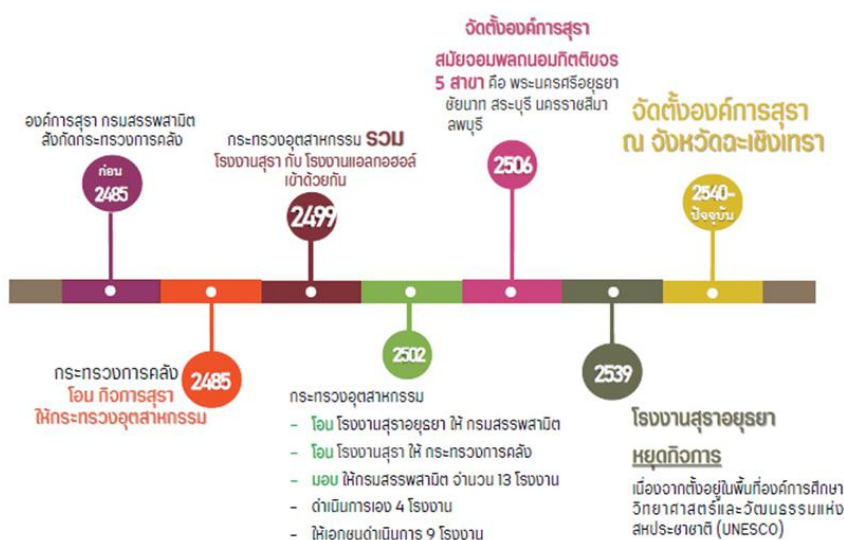 องค์การสุรา กรมสรรพสามิต
สังกัดกระทรวงการคลัง
ก่อน
2485
กระทรวงการคลัง
โอน กิจการสุรา
ให้กระทรวงอุตสาหกรรม
2485
กระทรวงอุตสาหกรรม รวม
โรงงานสุรา กับ โรงงานแอลกอฮอล์
เข้าด้วยกัน
2499
2502
กระทรวงอุตสาหกรรม
- โอน โรงงานสุราอยุธยา ให้ กรมสรรพสามิต
- โอน โรงงานสุรา ให้ กระทรวงการคลัง
- มอบ ให้กรมสรรพสามิต จำนวน 13 โรงงาน
- ดำเนินการเอง 4 โรงงาน
- ให้เอกชนดำเนินการ 9 โรงงาน
จัดตั้งองค์การสุรา
สมัยจอมพลถนอมกิตติขจร
5 สาขา คือ พระนครศรีอยุธยา
ชัยนาท สระบุรี นครราชสีมา
ลพบุรี
2506
2539
โรงงานสุราอยุธยา
หยุดกิจการ
เนื่องจากตั้งอยู่ในพื้นที่องค์การศึกษา
วิทยาศาสตร์และวัฒนธรรมแห่ง
สหประชาชาติ (UNESCO)
จัดตั้งองค์การสุรา
ณ จังหวัดฉะเชิงเทรา
2540-
ปัจจุบัน